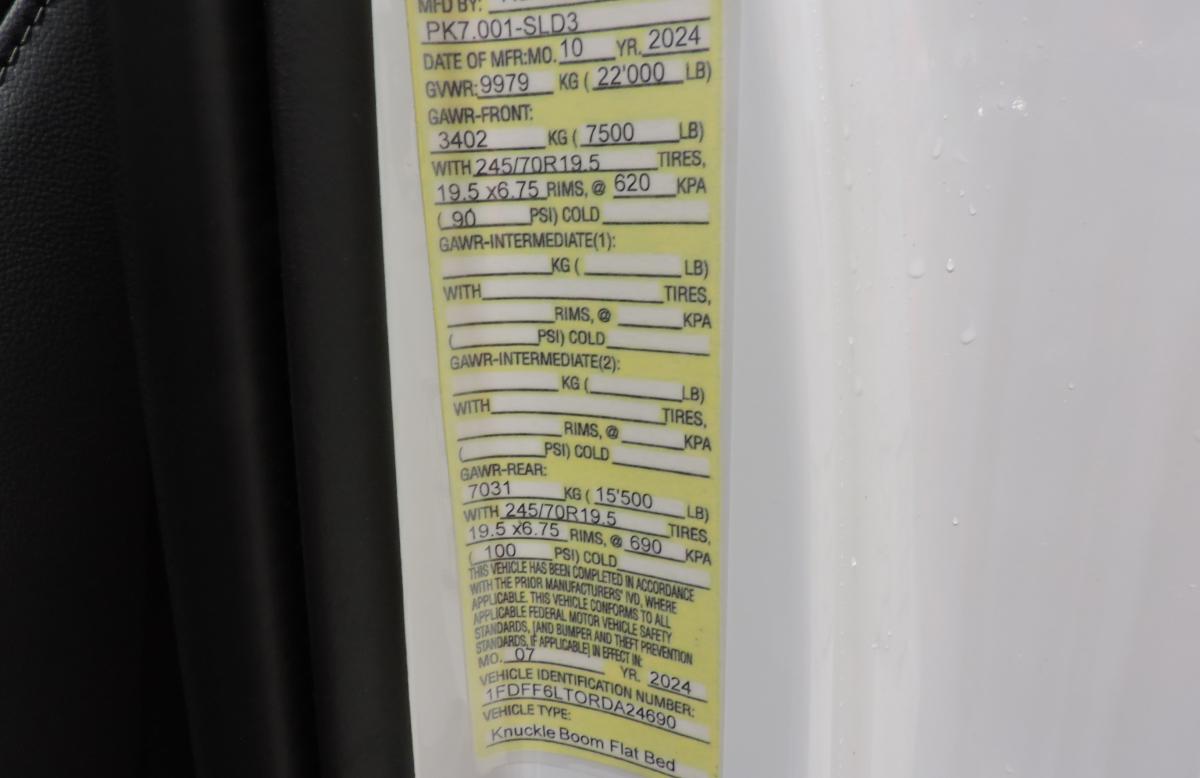 MFD BY:
PK7.001-SLD3
DATE OF MFR:MO. 10 YR. 2024
GVWR: 9979 KG ( 22'000 LB)
GAWR-FRONT:
3402 KG ( 7500 LB)
WITH 245/70R19.5 TIRES,
19.5 x6.75 RIMS, @ 620 KPA
( 90 PSI) COLD
GAWR-INTERMEDIATE(1):
KG ( LB)
WITH TIRES,
RIMS, @ KPA
( PSI) COLD
GAWR-INTERMEDIATE(2):
KG ( LB)
WITH TIRES,
RIMS, @ KPA
( PSI) COLD
GAWR-REAR:
7031 KG ( 15'500 LB)
WITH 245/70R19.5 TIRES,
19.5 x6.75 RIMS, @ 690 KPA
( 100 PSI) COLD
THIS VEHICLE HAS BEEN COMPLETED IN ACCORDANCE
WITH THE PRIOR MANUFACTURERS' IVD, WHERE
APPLICABLE. THIS VEHICLE CONFORMS TO ALL
APPLICABLE FEDERAL MOTOR VEHICLE SAFETY
STANDARDS, [AND BUMPER AND THEFT PREVENTION
STANDARDS, IF APPLICABLE] IN EFFECT IN:
MO. 07 YR. 2024
VEHICLE IDENTIFICATION NUMBER:
1FDFF6LTORDA24690
VEHICLE TYPE:
Knuckle Boom Flat Bed